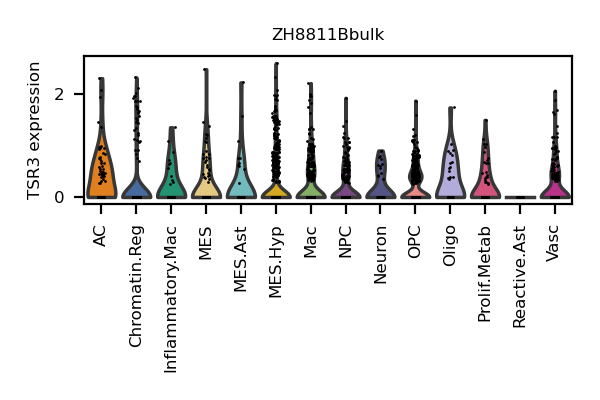 ZH8811Bbulk
TSR3 expression
2
0
AC
Chromatin.Reg
Inflammatory.Mac
MES
MES.Ast
MES.Hyp
Mac
NPC
Neuron
OPC
Oligo
Prolif.Metab
Reactive.Ast
Vasc